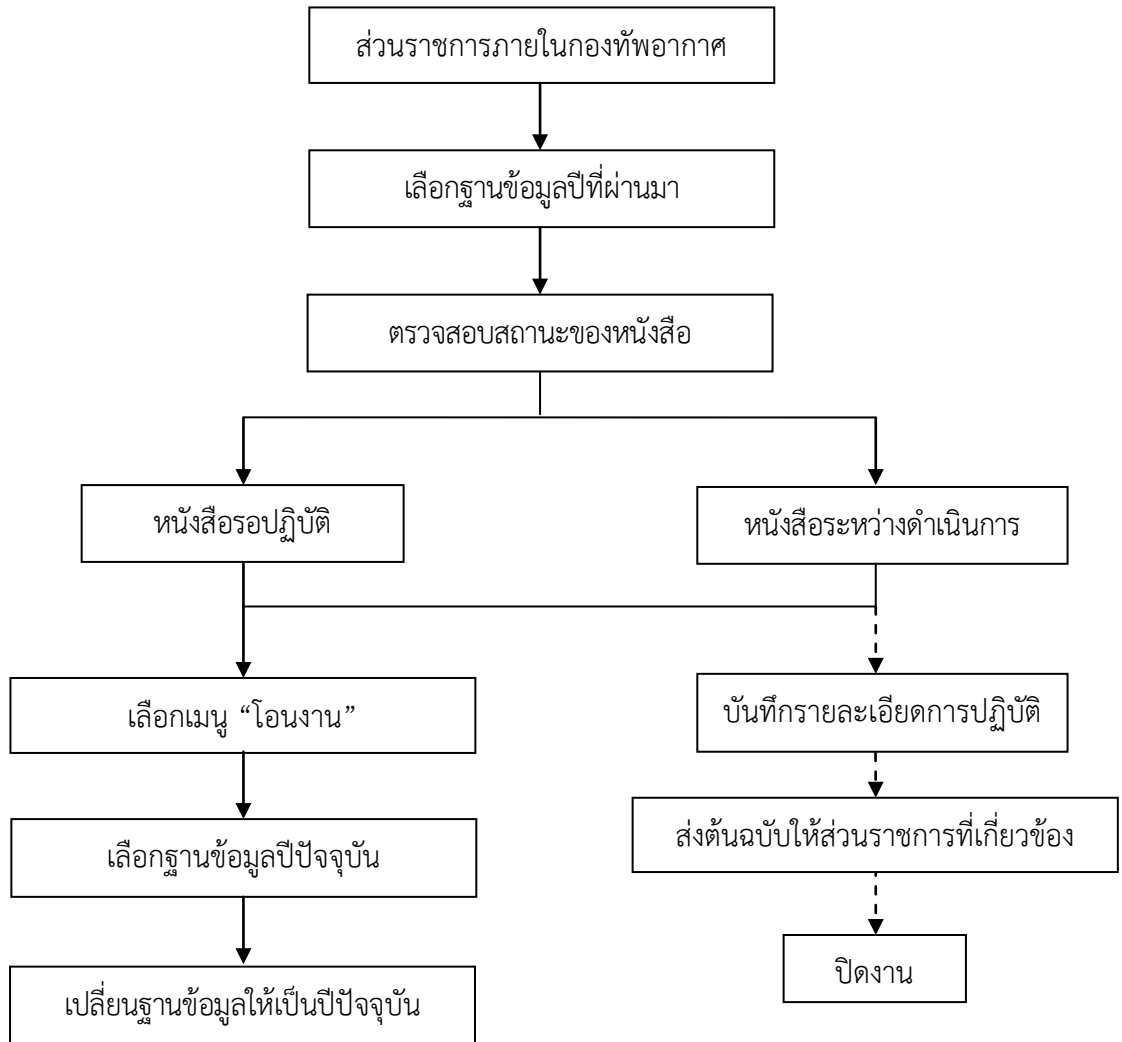 ส่วนราชการภายในกองทัพอากาศ
เลือกฐานข้อมูลปีที่ผ่านมา
ตรวจสอบสถานะของหนังสือ
หนังสือรอปฏิบัติ
หนังสือระหว่างดำเนินการ
เลือกเมนู “โอนงาน”
บันทึกรายละเอียดการปฏิบัติ
ส่งต้นฉบับให้ส่วนราชการที่เกี่ยวข้อง
เลือกฐานข้อมูลปีปัจจุบัน
ปิดงาน
เปลี่ยนฐานข้อมูลให้เป็นปีปัจจุบัน